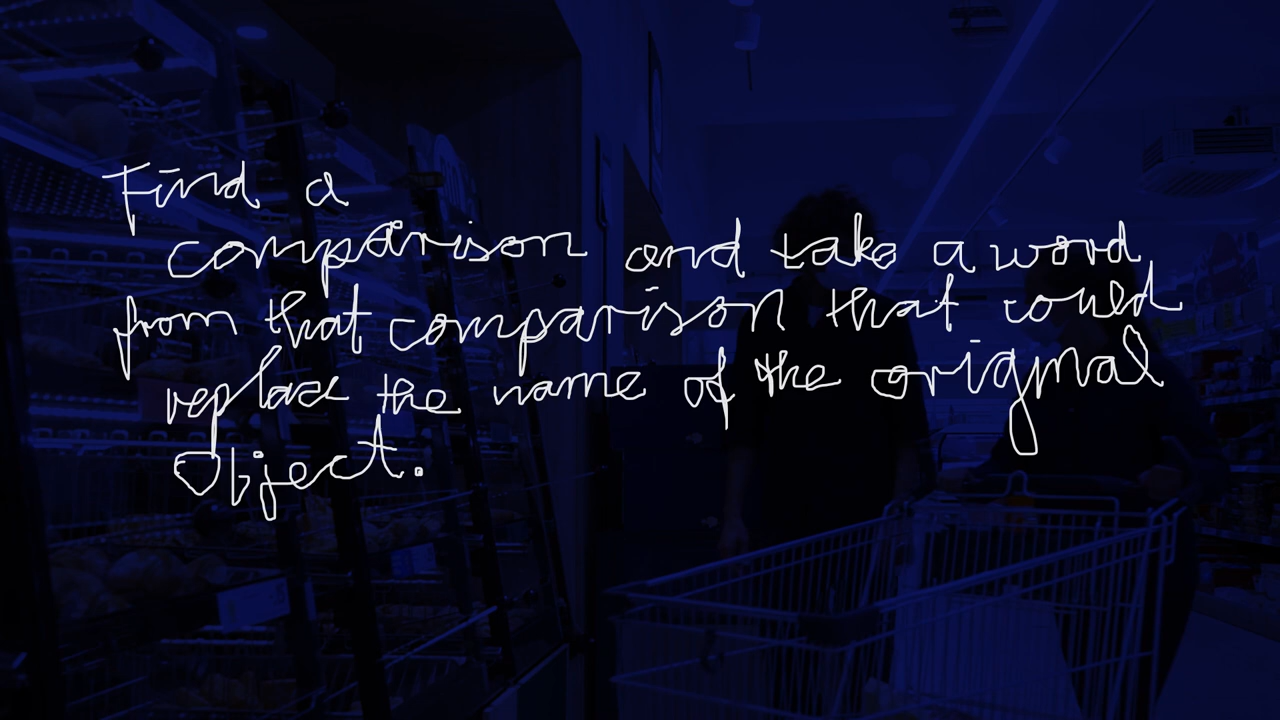 Find a
comparison and take a word
from that comparison that could
replace the name of the original
object.